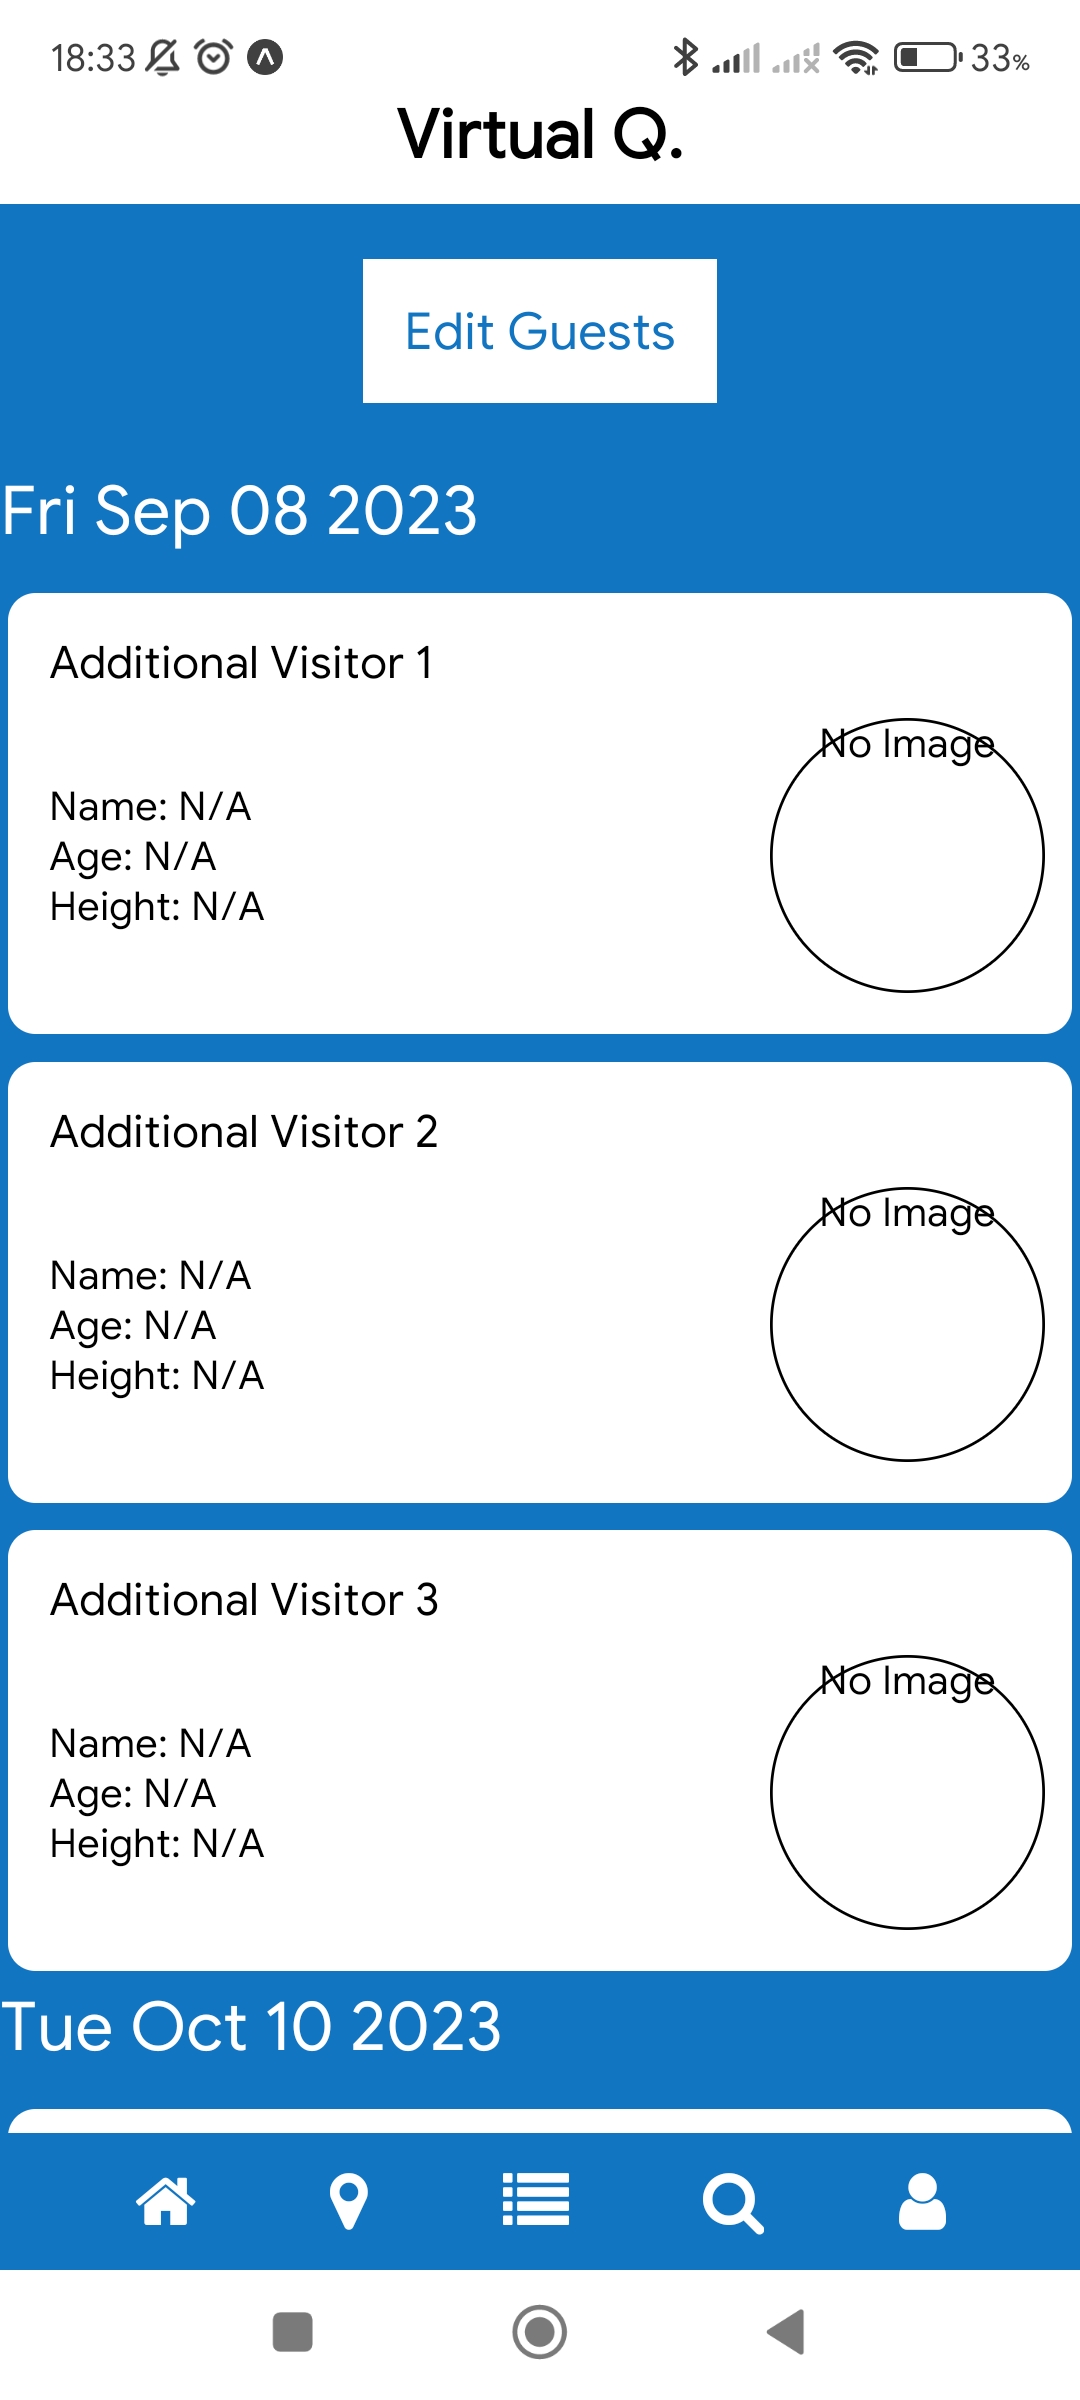 18:33
33%
Virtual Q.
Edit Guests
Fri Sep 08 2023
Additional Visitor 1
No Image
Name: N/A
Age: N/A
Height: N/A
Additional Visitor 2
No Image
Name: N/A
Age: N/A
Height: N/A
Additional Visitor 3
No Image
Name: N/A
Age: N/A
Height: N/A
Tue Oct 10 2023